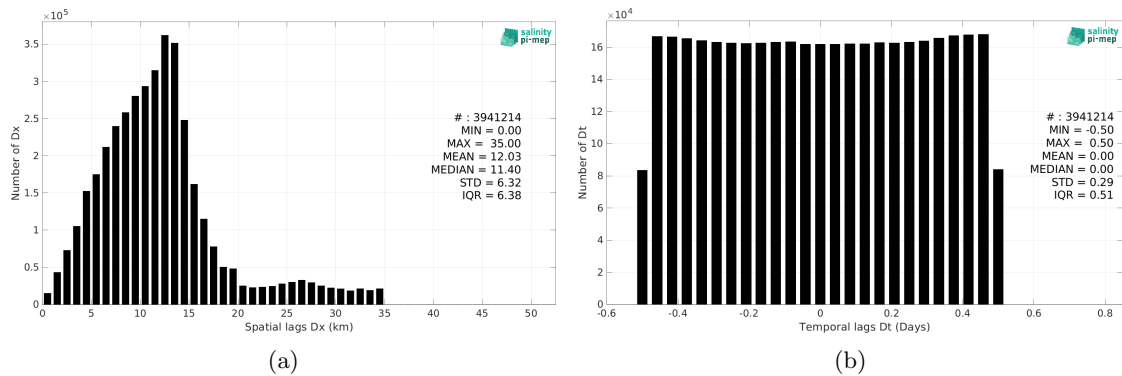 ×10⁵
3.5
3
2.5
2
1.5
1
0.5
0
0 5 10 15 20 25 30 35 40 45 50
Spatial lags Dx (km)
Number of Dx
salinity
pi-mep
# : 3941214
MIN = 0.00
MAX = 35.00
MEAN = 12.03
MEDIAN = 11.40
STD = 6.32
IQR = 6.38
(a)
×10⁴
16
14
12
10
8
6
4
2
0
-0.6 -0.4 -0.2 0 0.2 0.4 0.6 0.8
Temporal lags Dt (Days)
Number of Dt
salinity
pi-mep
# : 3941214
MIN = -0.50
MAX = 0.50
MEAN = 0.00
MEDIAN = 0.00
STD = 0.29
IQR = 0.51
(b)